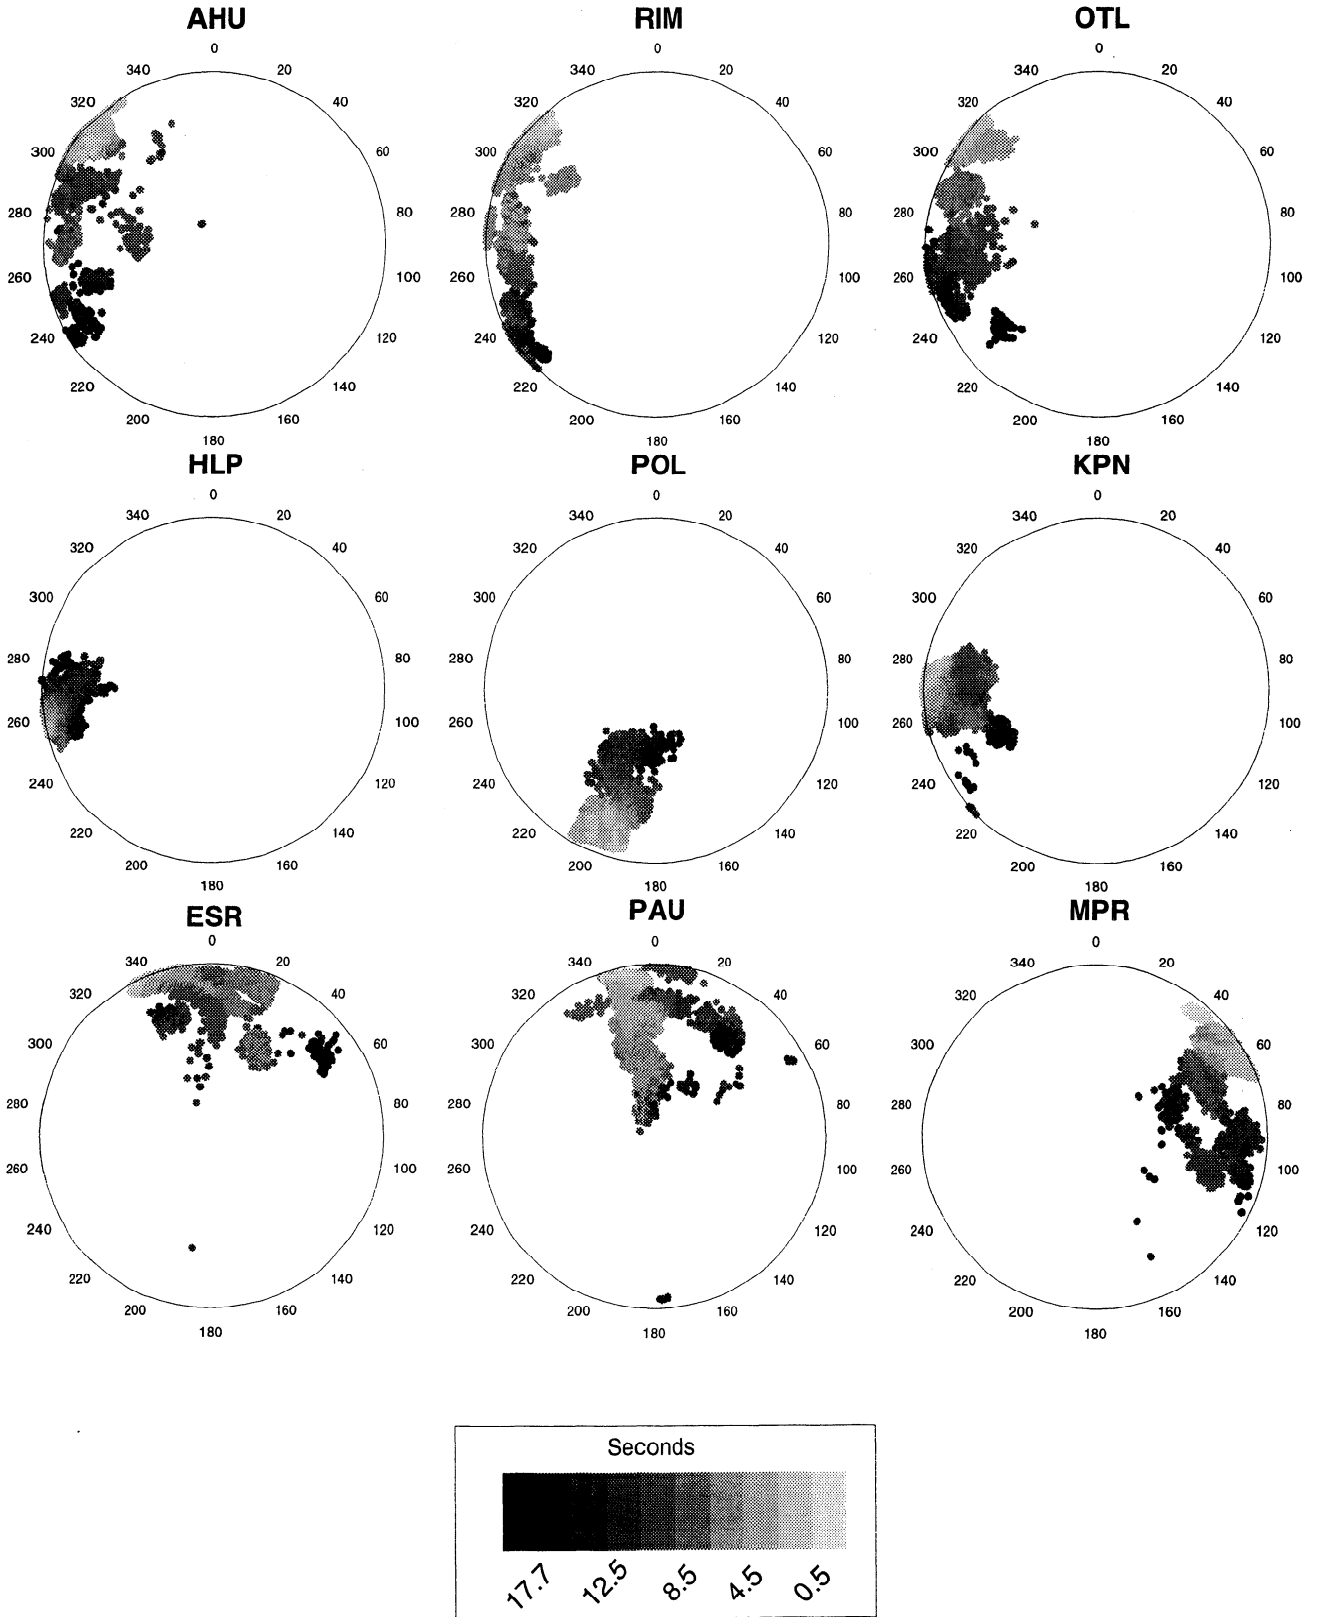 AHU RIM OTL
0 0 0
340 20 340 20 340 20
320 40 320 40 320 40
300 60 300 60 300 60
280 80 280 80 280 80
260 100 260 100 260 100
240 120 240 120 240 120
220 140 220 140 220 140
200 160 200 160 200 160
180 180 180
HLP POL KPN
0 0 0
340 20 340 20 340 20
320 40 320 40 320 40
300 60 300 60 300 60
280 80 280 80 280 80
260 100 260 100 260 100
240 120 240 120 240 120
220 140 220 140 220 140
200 160 200 160 200 160
180 180 180
ESR PAU MPR
0 0 0
340 20 340 20 340 20
320 40 320 40 320 40
300 60 300 60 300 60
280 80 280 80 280 80
260 100 260 100 260 100
240 120 240 120 240 120
220 140 220 140 220 140
200 160 200 160 200 160
180 180 180
Seconds
17.7 12.5 8.5 4.5 0.5